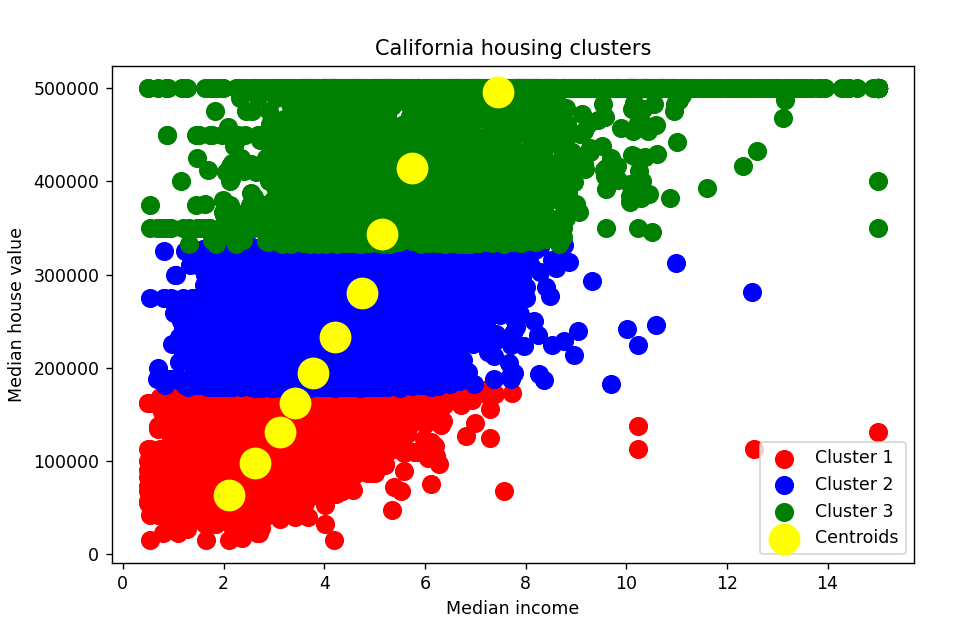 California housing clusters
500000
400000
300000
200000
100000
0
Median house value
0 2 4 6 8 10 12 14
Median income
Cluster 1
Cluster 2
Cluster 3
Centroids